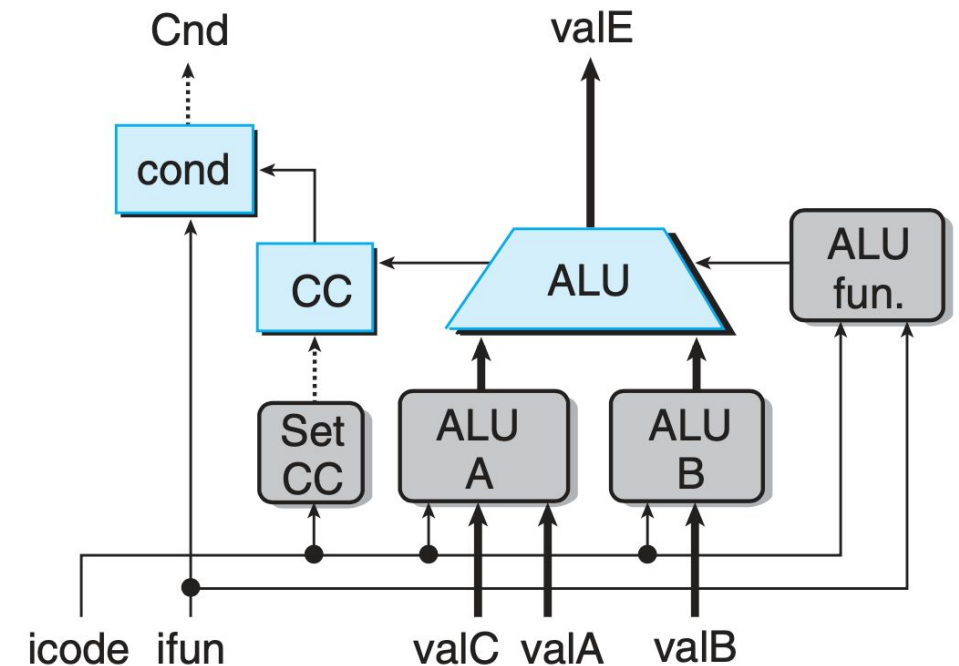 Cnd
valE
cond
ALU
fun.
CC
ALU
Set
CC
ALU
A
ALU
B
icode
ifun
valC
valA
valB